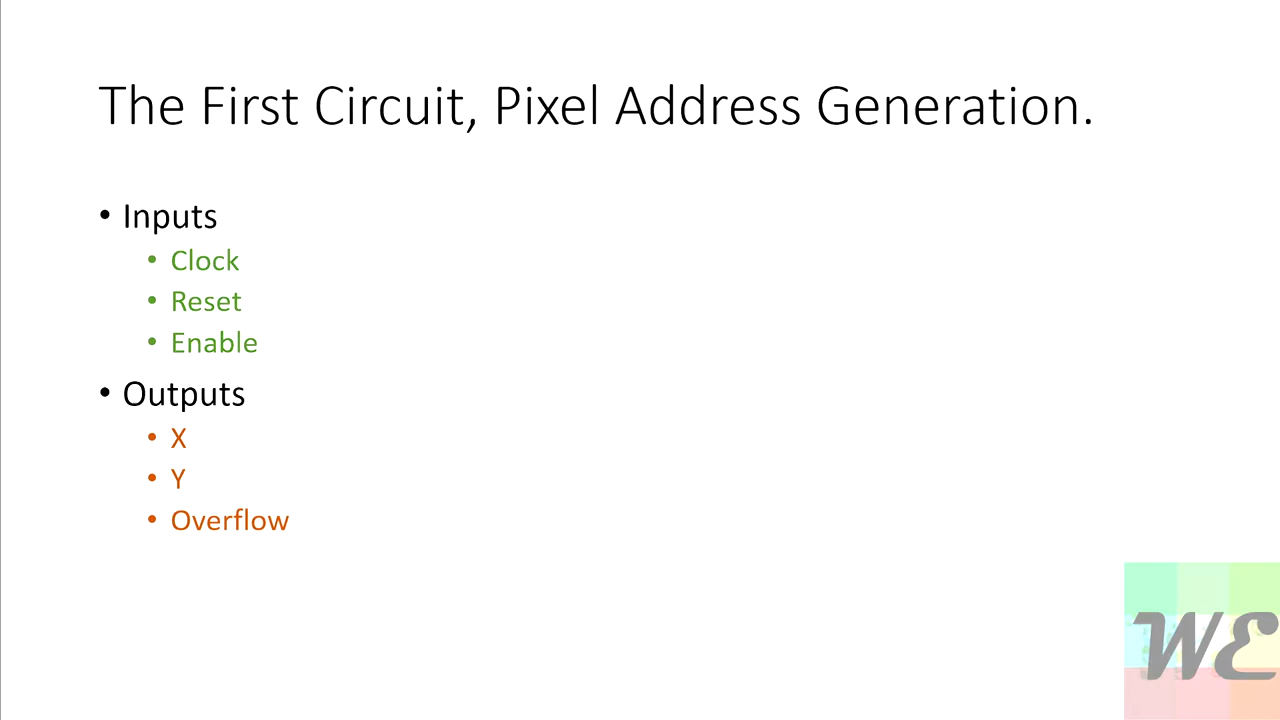 The First Circuit, Pixel Address Generation.
• Inputs
• Clock
• Reset
• Enable
• Outputs
• X
• Y
• Overflow
WE